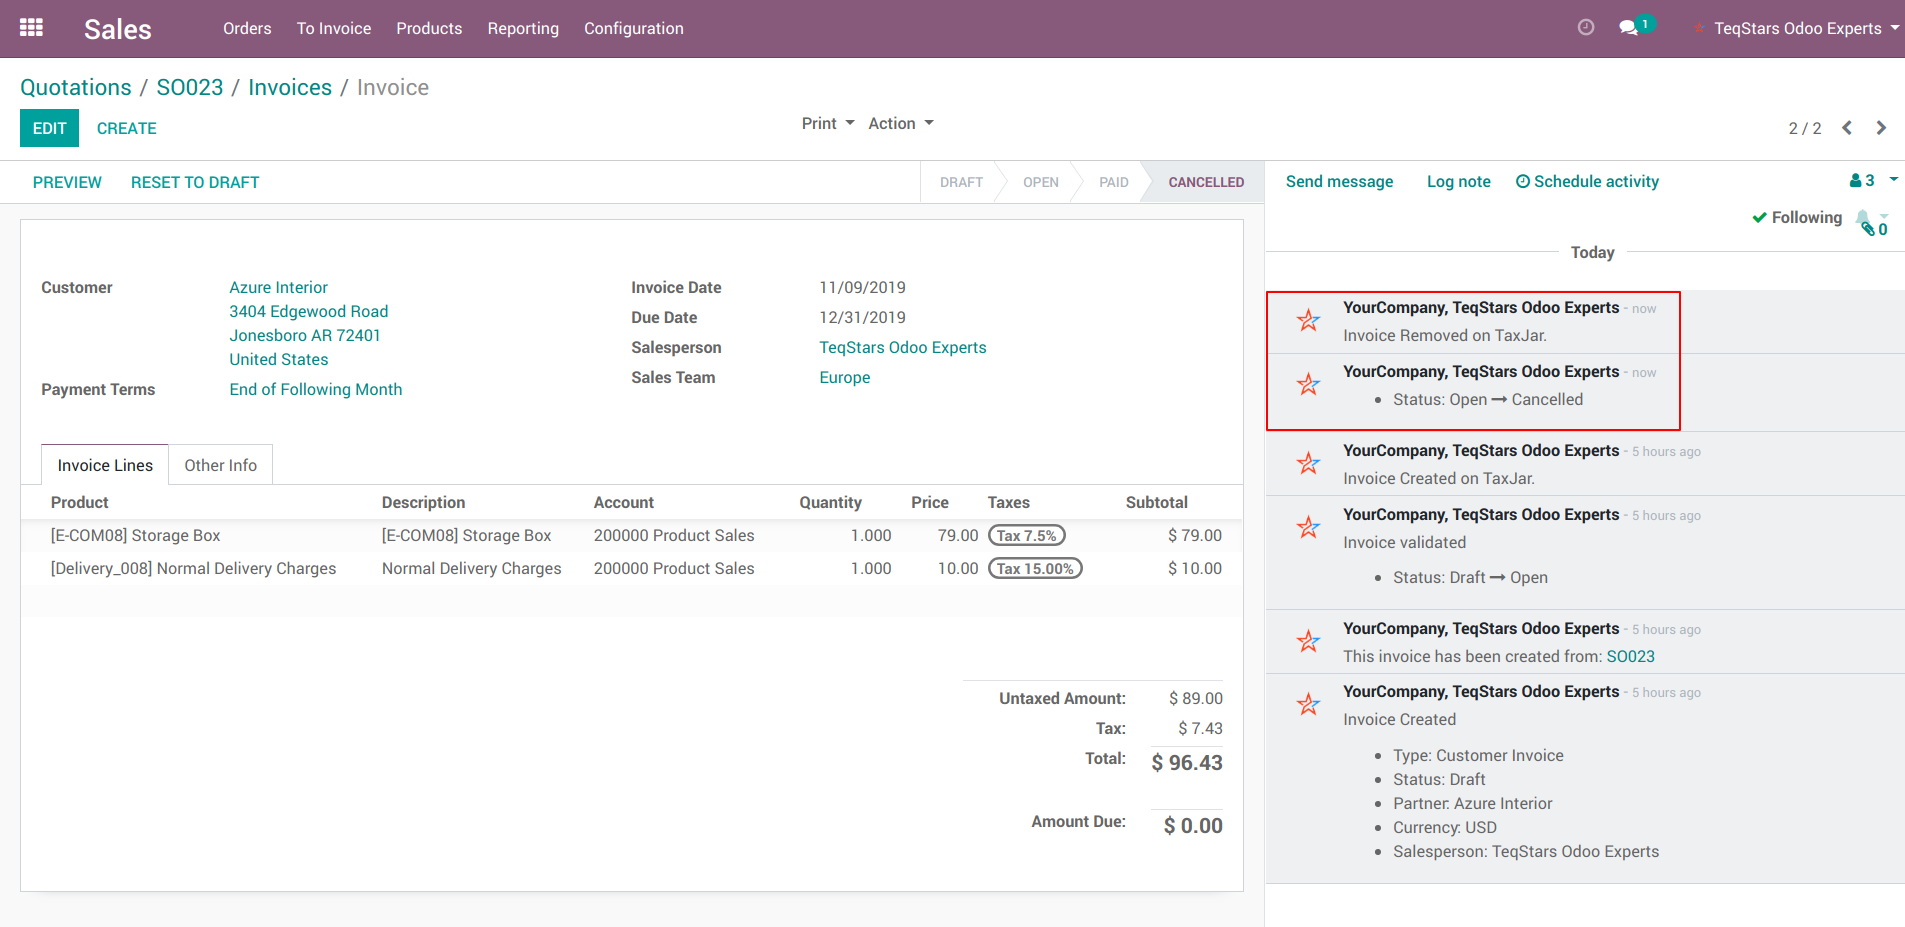 Sales
Orders To Invoice Products Reporting Configuration
1
TeqStars Odoo Experts
Quotations / SO023 / Invoices / Invoice
EDIT CREATE
Print Action
2 / 2
PREVIEW RESET TO DRAFT
DRAFT OPEN PAID CANCELLED
Customer Azure Interior
3404 Edgewood Road
Jonesboro AR 72401
United States
Payment Terms End of Following Month
Invoice Date 11/09/2019
Due Date 12/31/2019
Salesperson TeqStars Odoo Experts
Sales Team Europe
Invoice Lines Other Info
Product Description Account Quantity Price Taxes Subtotal
[E-COM08] Storage Box [E-COM08] Storage Box 200000 Product Sales 1.000 79.00 Tax 7.5% $ 79.00
[Delivery_008] Normal Delivery Charges Normal Delivery Charges 200000 Product Sales 1.000 10.00 Tax 15.00% $ 10.00
Untaxed Amount: $ 89.00
Tax: $ 7.43
Total: $ 96.43
Amount Due: $ 0.00
Send message Log note Schedule activity 3
Following 0
Today
YourCompany, TeqStars Odoo Experts - now
Invoice Removed on TaxJar.
YourCompany, TeqStars Odoo Experts - now
• Status: Open → Cancelled
YourCompany, TeqStars Odoo Experts - 5 hours ago
Invoice Created on TaxJar.
YourCompany, TeqStars Odoo Experts - 5 hours ago
Invoice validated
• Status: Draft → Open
YourCompany, TeqStars Odoo Experts - 5 hours ago
This invoice has been created from: SO023
YourCompany, TeqStars Odoo Experts - 5 hours ago
Invoice Created
• Type: Customer Invoice
• Status: Draft
• Partner: Azure Interior
• Currency: USD
• Salesperson: TeqStars Odoo Experts